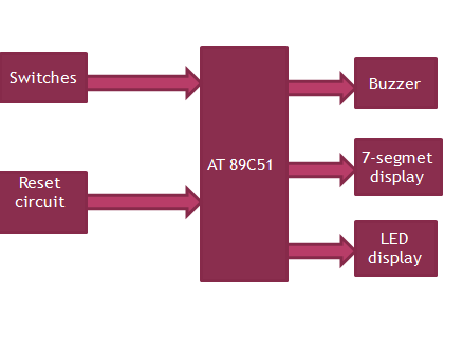 Switches
Reset
circuit
AT 89C51
Buzzer
7-segmet
display
LED
display